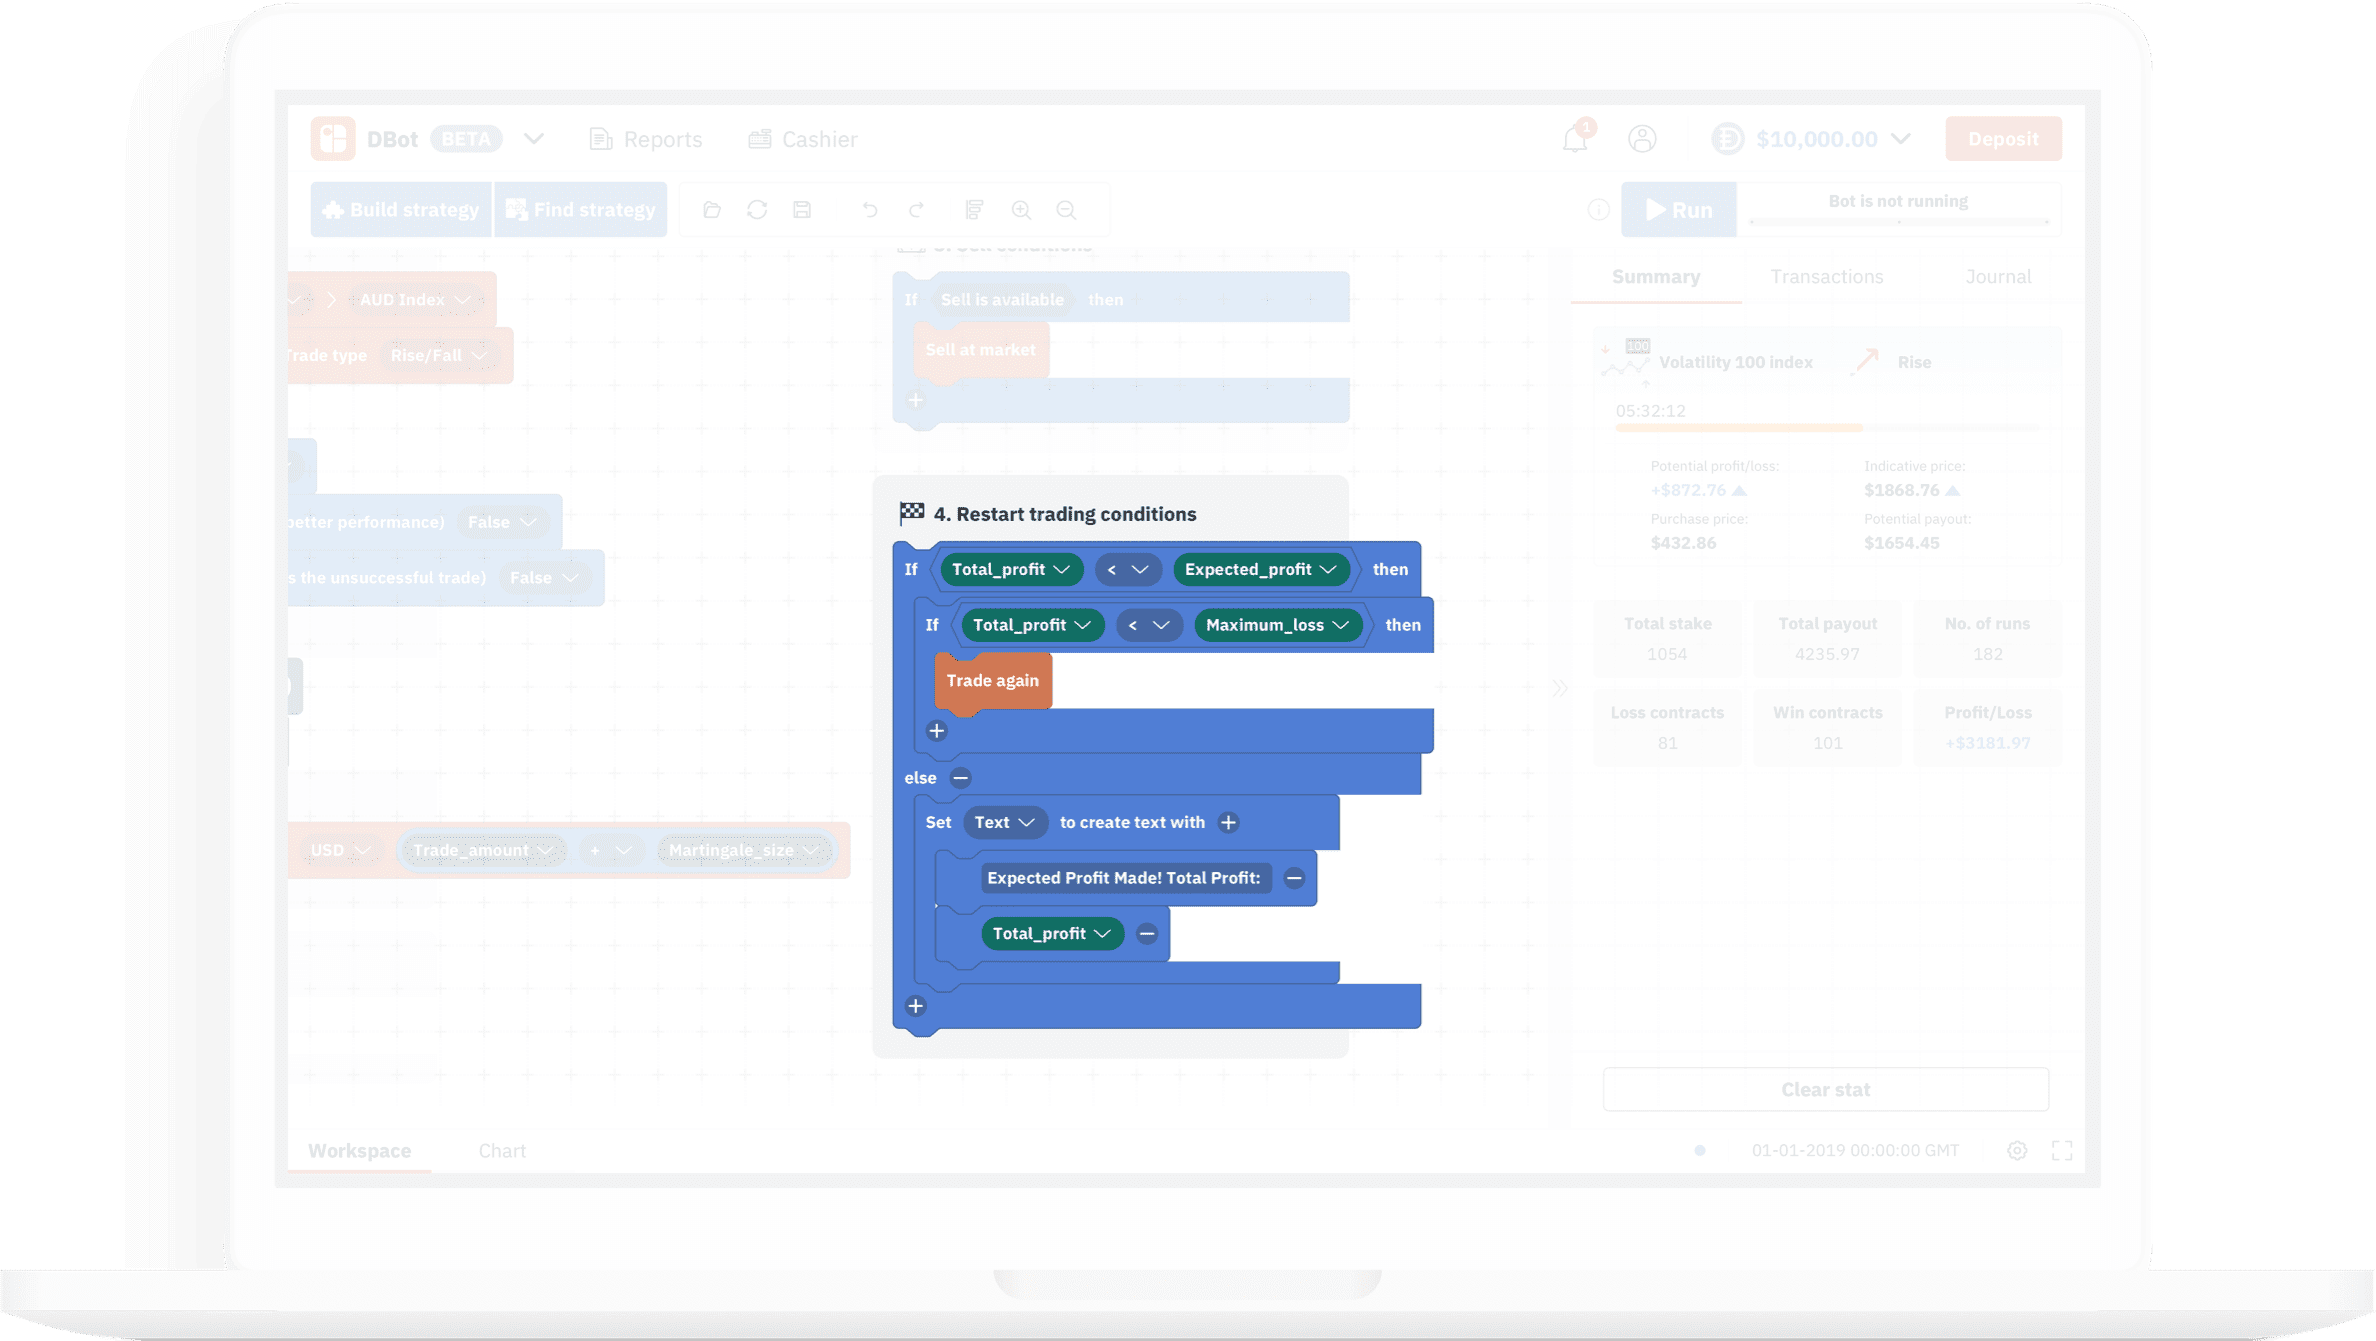 DBot BETA Reports Cashier 1 $10,000.00 Deposit
Build strategy Find strategy Run Bot is not running
3. Sell conditions
Summary Transactions Journal
AUD Index
Trade type Rise/Fall
If Sell is available then
Sell at market
100
Volatility 100 index Rise
05:32:12
Potential profit/loss: Indicative price:
+$872.76 $1868.76
Purchase price: Potential payout:
$432.86 $1654.45
better performance) False
s the unsuccessful trade) False
4. Restart trading conditions
If Total_profit < Expected_profit then
If Total_profit < Maximum_loss then
Trade again
else
Set Text to create text with
Expected Profit Made! Total Profit:
Total_profit
Total stake Total payout No. of runs
1054 4235.97 182
Loss contracts Win contracts Profit/Loss
81 101 +$3181.97
USD Trade_amount + Martingale_size
Clear stat
Workspace Chart 01-01-2019 00:00:00 GMT